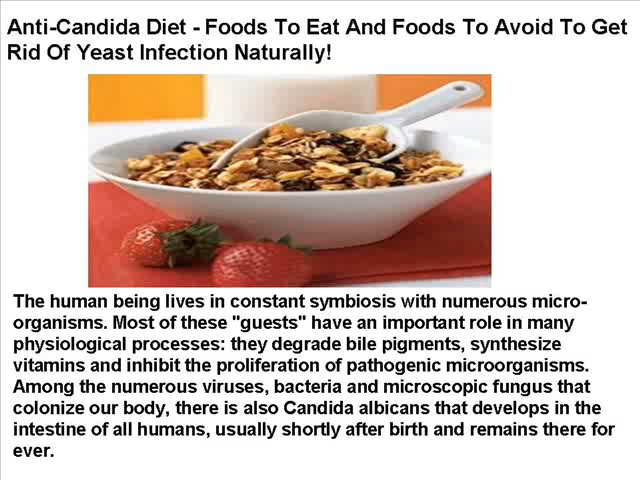 Anti-Candida Diet - Foods To Eat And Foods To Avoid To Get
Rid Of Yeast Infection Naturally!
The human being lives in constant symbiosis with numerous micro-
organisms. Most of these "guests" have an important role in many
physiological processes: they degrade bile pigments, synthesize
vitamins and inhibit the proliferation of pathogenic microorganisms.
Among the numerous viruses, bacteria and microscopic fungus that
colonize our body, there is also Candida albicans that develops in the
intestine of all humans, usually shortly after birth and remains there for
ever.